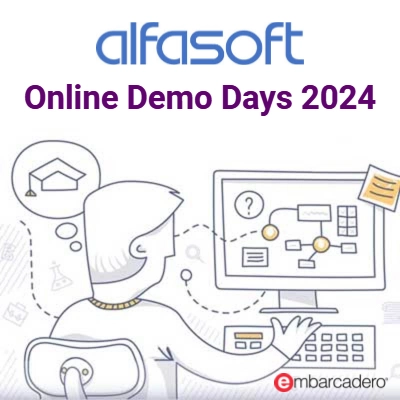 alfasoft
Online Demo Days 2024
?
embarcadero®